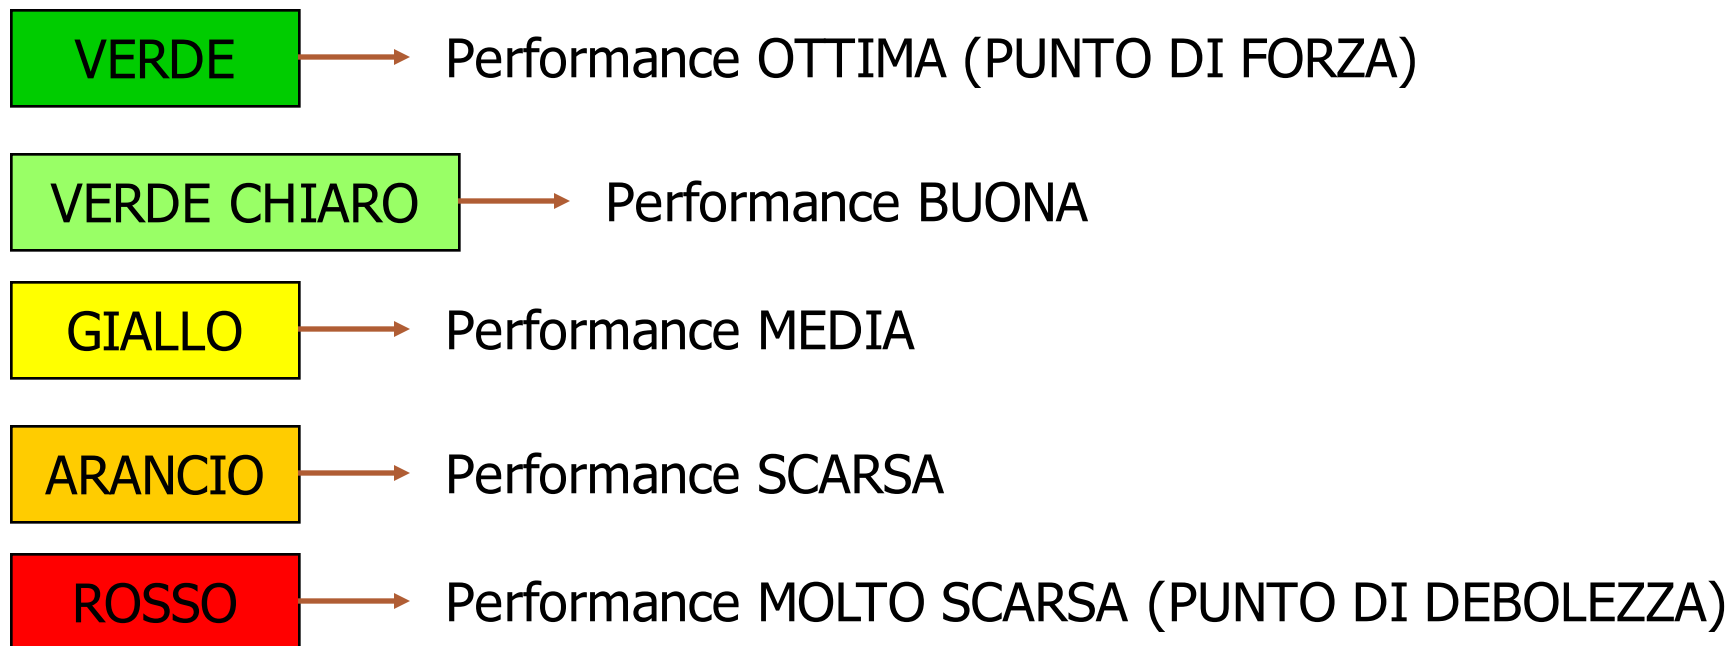 VERDE Performance OTTIMA (PUNTO DI FORZA)
VERDE CHIARO Performance BUONA
GIALLO Performance MEDIA
ARANCIO Performance SCARSA
ROSSO Performance MOLTO SCARSA (PUNTO DI DEBOLEZZA)